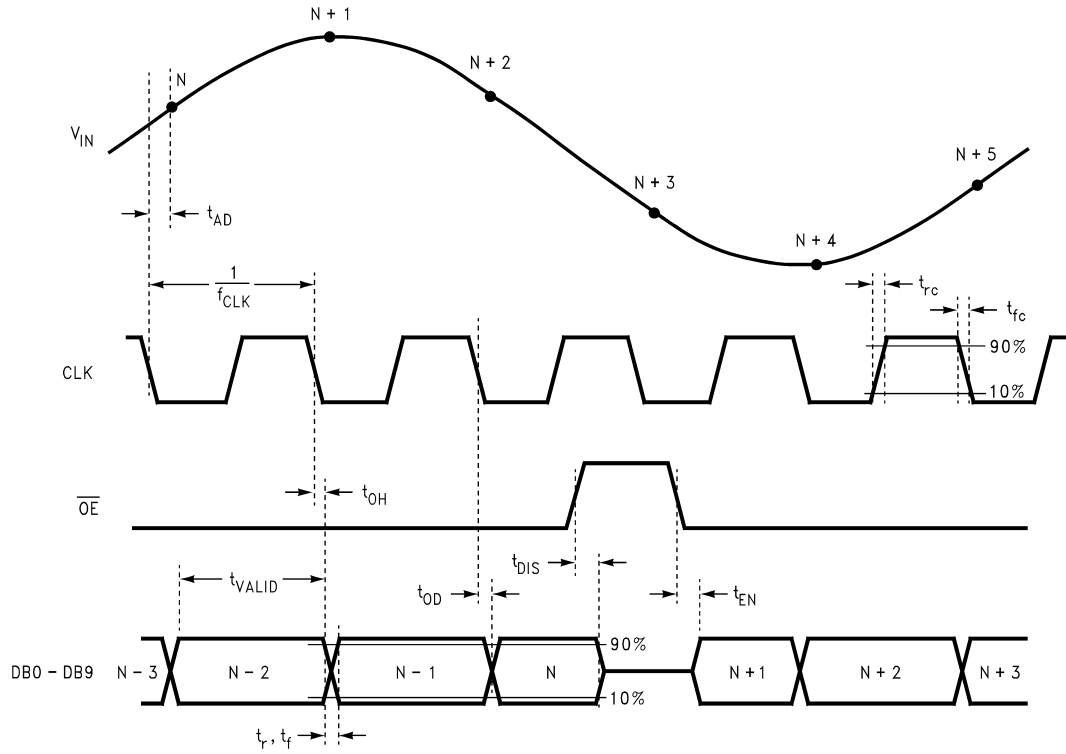 N + 1
N + 2
N
V_IN
N + 5
N + 3
t_AD
N + 4
1
f_CLK
t_rc
t_fc
90%
CLK
10%
t_OH
OE
t_DIS
t_VALID
t_OD
t_EN
90%
DB0 – DB9 N – 3 N – 2 N – 1 N N + 1 N + 2 N + 3
10%
t_r , t_f